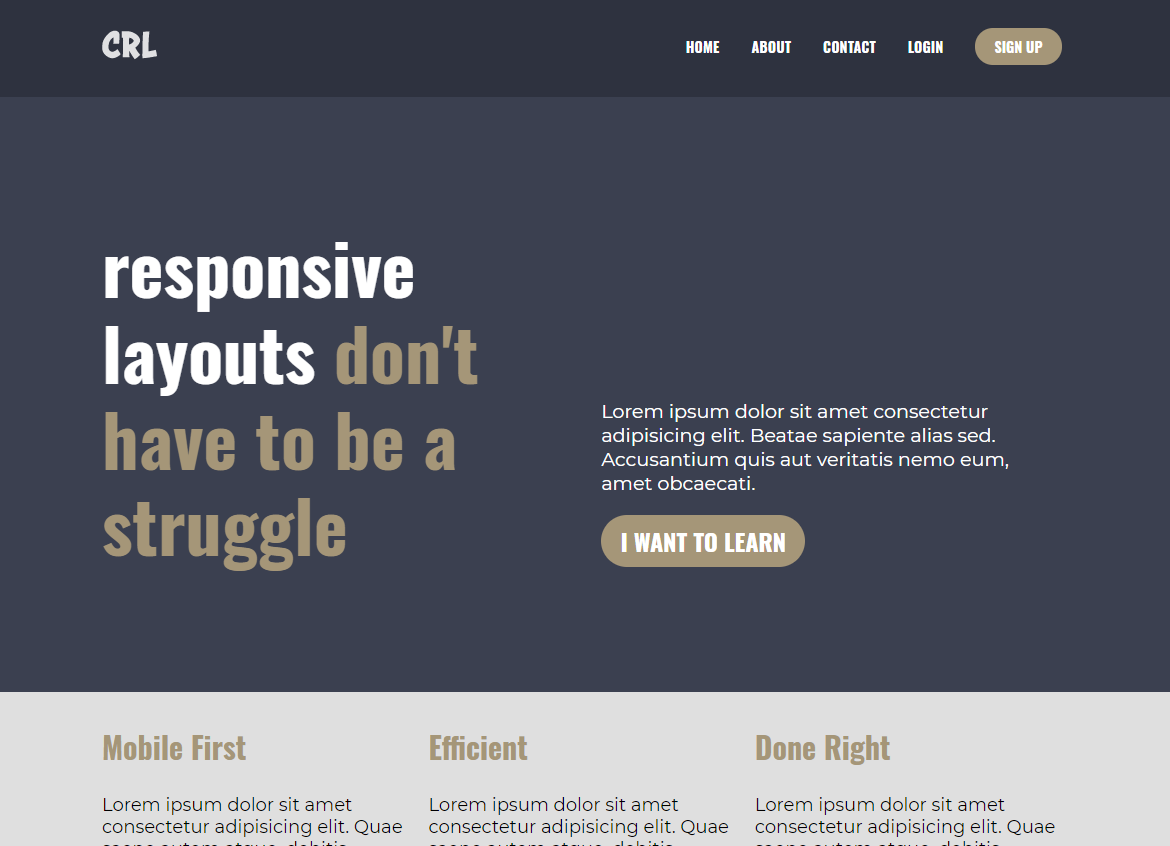 CRL
HOME ABOUT CONTACT LOGIN SIGN UP
responsive
layouts don't
have to be a
struggle
Lorem ipsum dolor sit amet consectetur
adipisicing elit. Beatae sapiente alias sed.
Accusantium quis aut veritatis nemo eum,
amet obcaecati.
I WANT TO LEARN
Mobile First
Lorem ipsum dolor sit amet
consectetur adipisicing elit. Quae
Efficient
Lorem ipsum dolor sit amet
consectetur adipisicing elit. Quae
Done Right
Lorem ipsum dolor sit amet
consectetur adipisicing elit. Quae